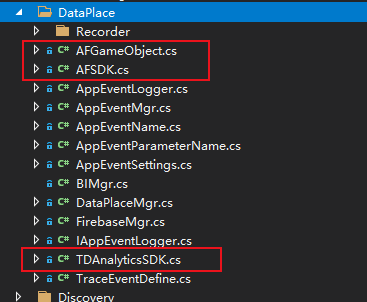 DataPlace
Recorder
C# AFGameObject.cs
C# AFSDK.cs
C# AppEventLogger.cs
C# AppEventMgr.cs
C# AppEventName.cs
C# AppEventParameterName.cs
C# AppEventSettings.cs
C# BIMgr.cs
C# DataPlaceMgr.cs
C# FirebaseMgr.cs
C# IAppEventLogger.cs
C# TDAnalyticsSDK.cs
C# TraceEventDefine.cs
Discovery